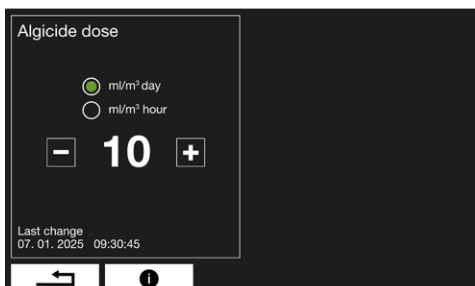 Algicide dose
ml/m³ day
ml/m³ hour
− 10 +
Last change
07. 01. 2025 09:30:45